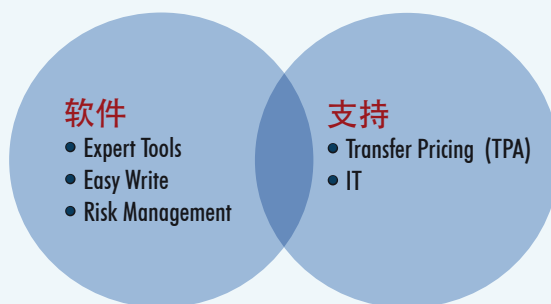 软件
• Expert Tools
• Easy Write
• Risk Management
支持
• Transfer Pricing (TPA)
• IT